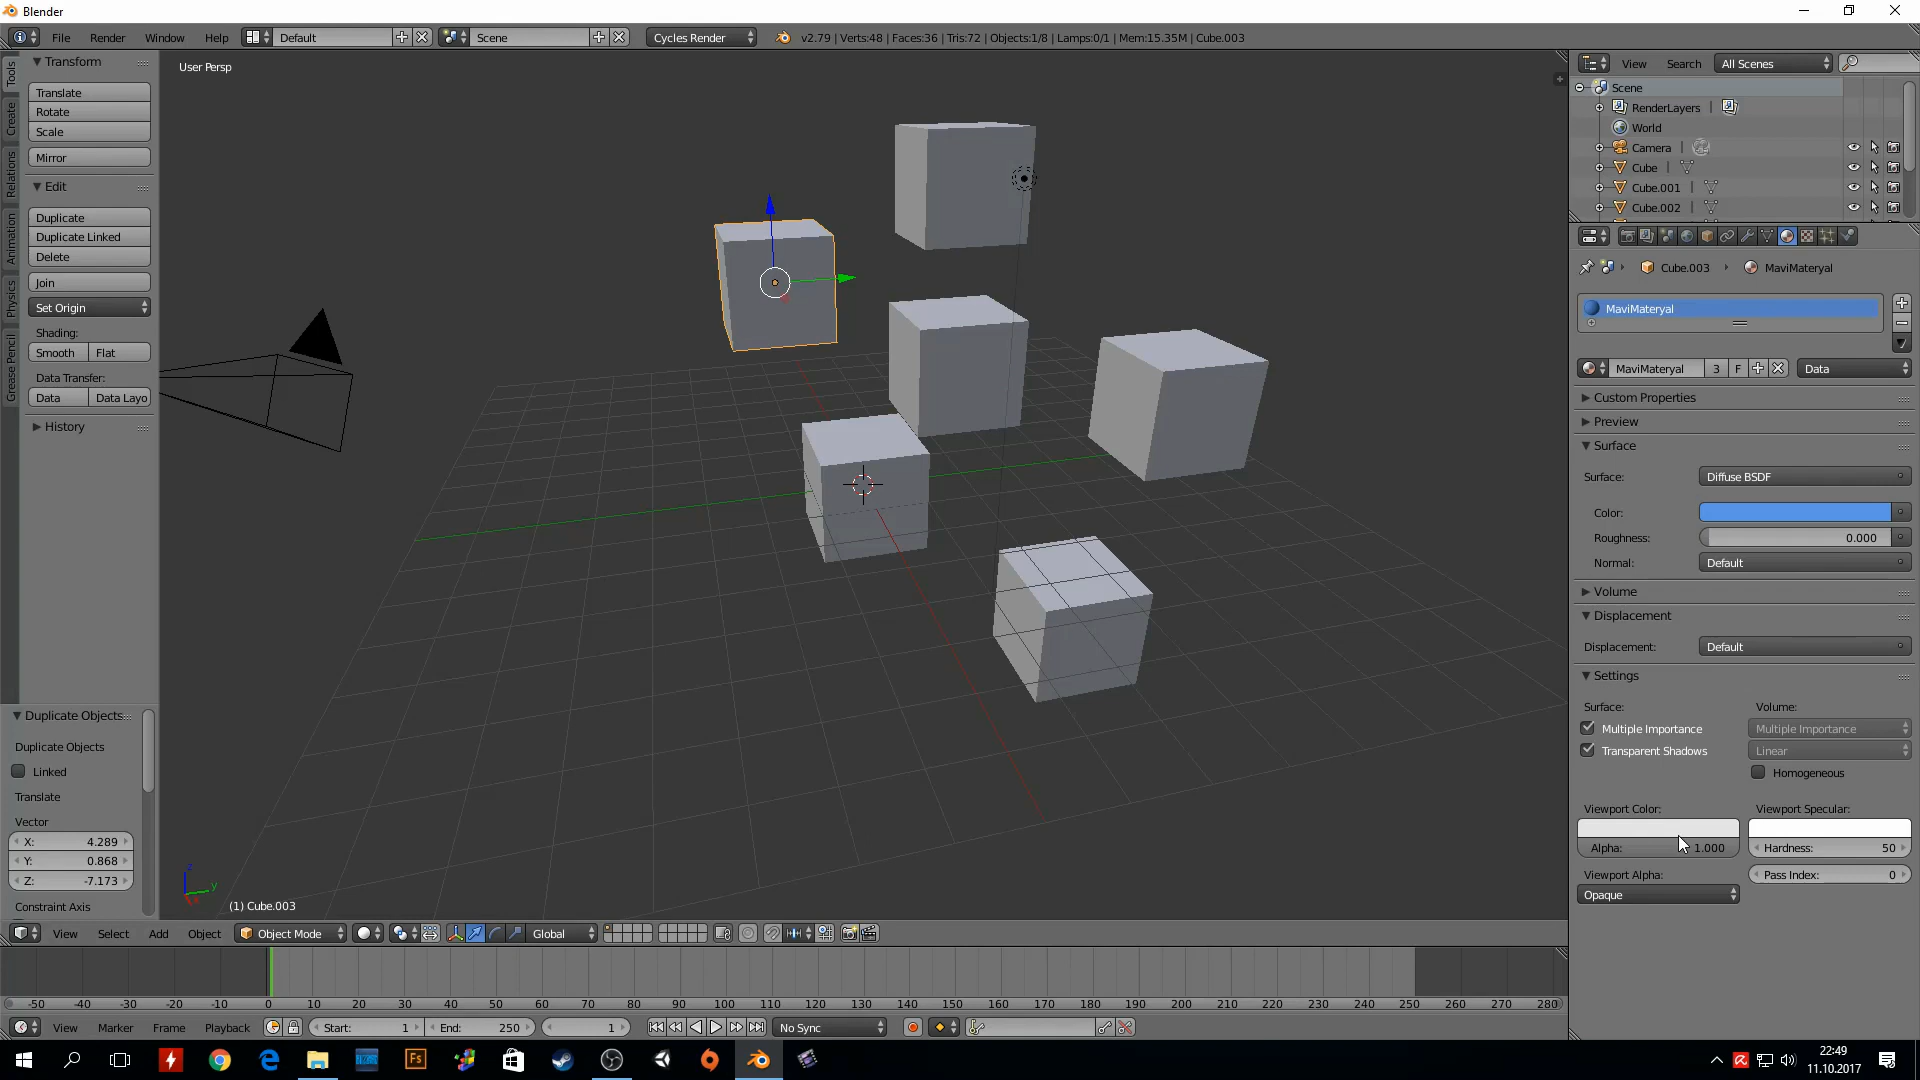 Blender
File Render Window Help Default Scene Cycles Render v2.79 | Verts:48 | Faces:36 | Tris:72 | Objects:1/8 | Lamps:0/1 | Mem:15.35M | Cube.003
Tools
Create
Relations
Animation
Physics
Grease Pencil
Transform
Translate
Rotate
Scale
Mirror
Edit
Duplicate
Duplicate Linked
Delete
Join
Set Origin
Shading:
Smooth Flat
Data Transfer:
Data Data Layo
History
Duplicate Objects
Duplicate Objects
Linked
Translate
Vector
X: 4.289
Y: 0.868
Z: -7.173
Constraint Axis
User Persp
z
y
x
(1) Cube.003
View Select Add Object Object Mode Global
-50 -40 -30 -20 -10 0 10 20 30 40 50 60 70 80 90 100 110 120 130 140 150 160 170 180 190 200 210 220 230 240 250 260 270 280
View Marker Frame Playback Start: 1 End: 250 1 No Sync
View Search All Scenes
Scene
RenderLayers |
World
Camera |
Cube |
Cube.001 |
Cube.002 |
Cube.003 MaviMateryal
MaviMateryal
MaviMateryal 3 F Data
Custom Properties
Preview
Surface
Surface: Diffuse BSDF
Color:
Roughness: 0.000
Normal: Default
Volume
Displacement
Displacement: Default
Settings
Surface: Volume:
Multiple Importance Multiple Importance
Transparent Shadows Linear
Homogeneous
Viewport Color: Viewport Specular:
Alpha: 1.000 Hardness: 50
Viewport Alpha: Pass Index: 0
Opaque
Fs
22:49
11.10.2017